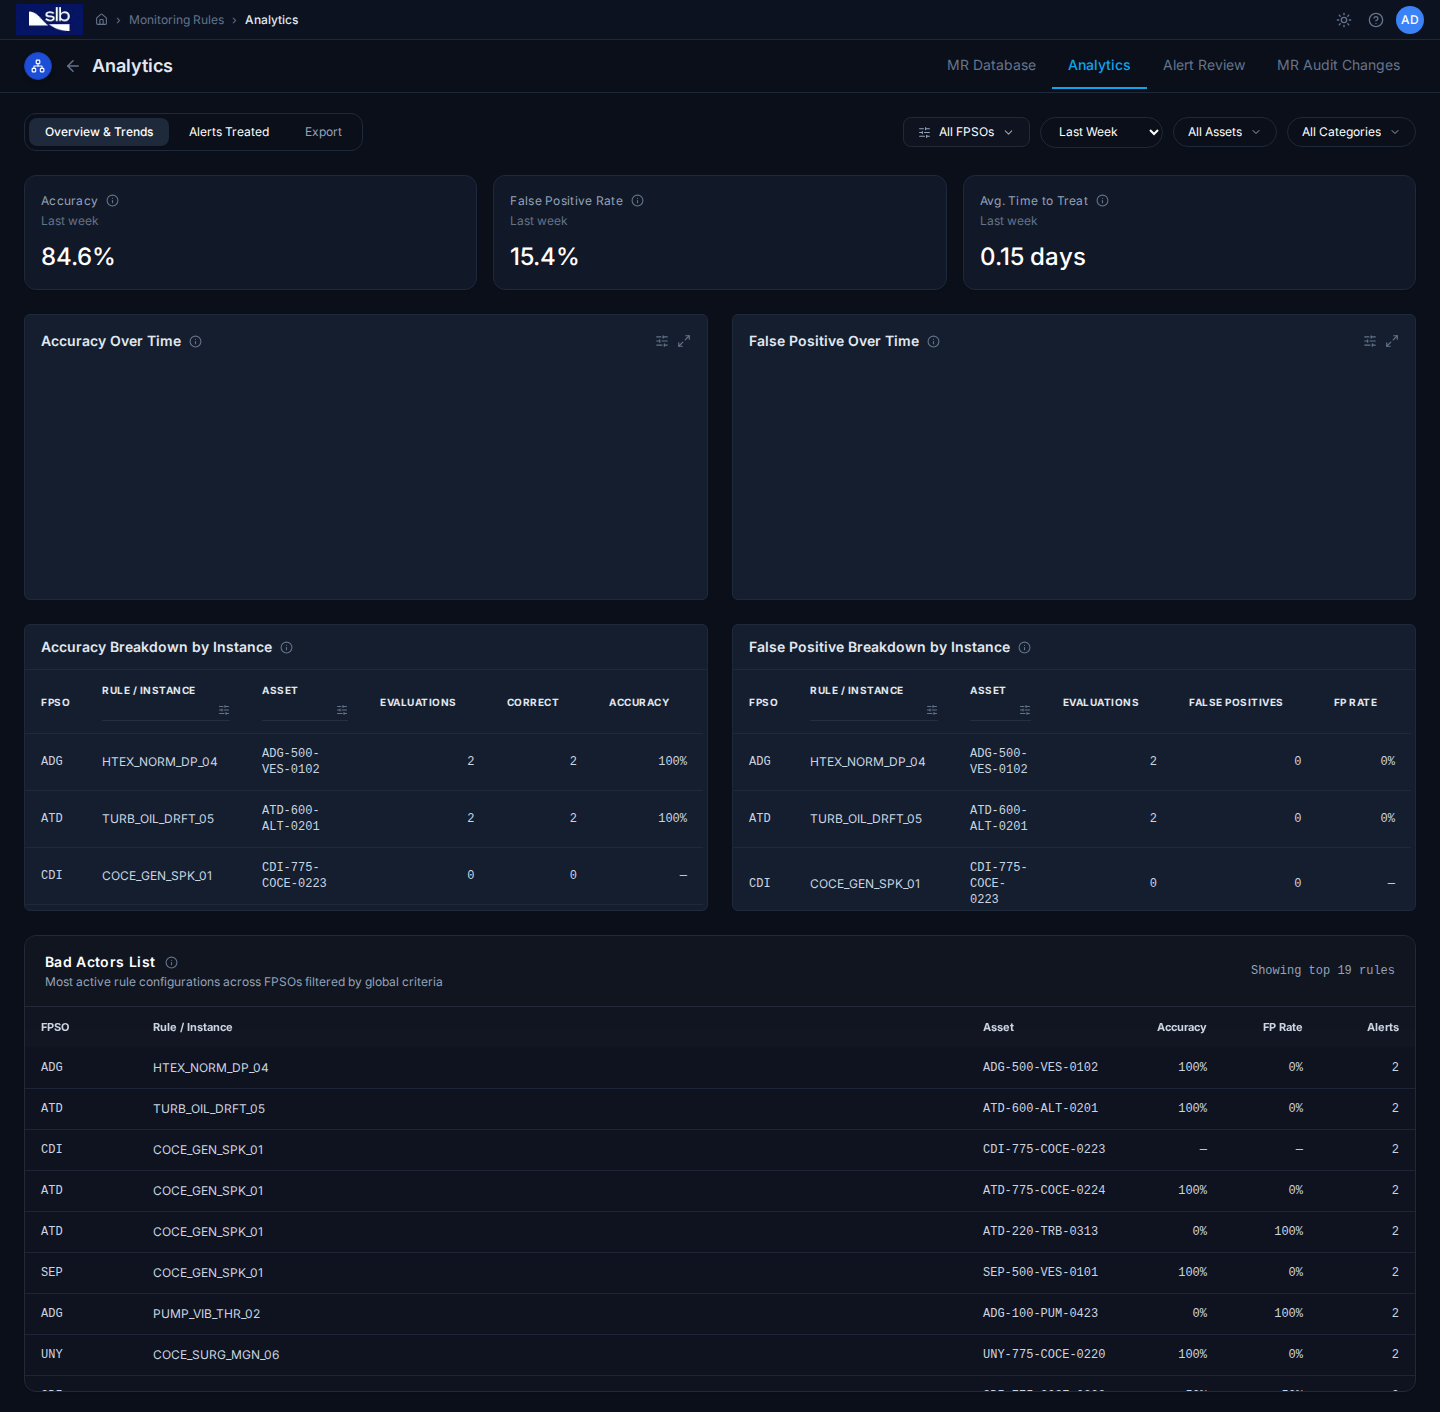 slb
Monitoring Rules
Analytics
AD
Analytics
MR Database
Analytics
Alert Review
MR Audit Changes
Overview & Trends
Alerts Treated
Export
All FPSOs
Last Week
All Assets
All Categories
Accuracy
Last week
84.6%
False Positive Rate
Last week
15.4%
Avg. Time to Treat
Last week
0.15 days
Accuracy Over Time
False Positive Over Time
Accuracy Breakdown by Instance
FPSO RULE / INSTANCE ASSET EVALUATIONS CORRECT ACCURACY
ADG HTEX_NORM_DP_04 ADG-500- 2 2 100%
VES-0102
ATD TURB_OIL_DRFT_05 ATD-600- 2 2 100%
ALT-0201
CDI COCE_GEN_SPK_01 CDI-775- 0 0 —
COCE-0223
False Positive Breakdown by Instance
FPSO RULE / INSTANCE ASSET EVALUATIONS FALSE POSITIVES FP RATE
ADG HTEX_NORM_DP_04 ADG-500- 2 0 0%
VES-0102
ATD TURB_OIL_DRFT_05 ATD-600- 2 0 0%
ALT-0201
CDI COCE_GEN_SPK_01 CDI-775- 0 0 —
COCE-
0223
Bad Actors List
Most active rule configurations across FPSOs filtered by global criteria
Showing top 19 rules
FPSO Rule / Instance Asset Accuracy FP Rate Alerts
ADG HTEX_NORM_DP_04 ADG-500-VES-0102 100% 0% 2
ATD TURB_OIL_DRFT_05 ATD-600-ALT-0201 100% 0% 2
CDI COCE_GEN_SPK_01 CDI-775-COCE-0223 — — 2
ATD COCE_GEN_SPK_01 ATD-775-COCE-0224 100% 0% 2
ATD COCE_GEN_SPK_01 ATD-220-TRB-0313 0% 100% 2
SEP COCE_GEN_SPK_01 SEP-500-VES-0101 100% 0% 2
ADG PUMP_VIB_THR_02 ADG-100-PUM-0423 0% 100% 2
UNY COCE_SURG_MGN_06 UNY-775-COCE-0220 100% 0% 2